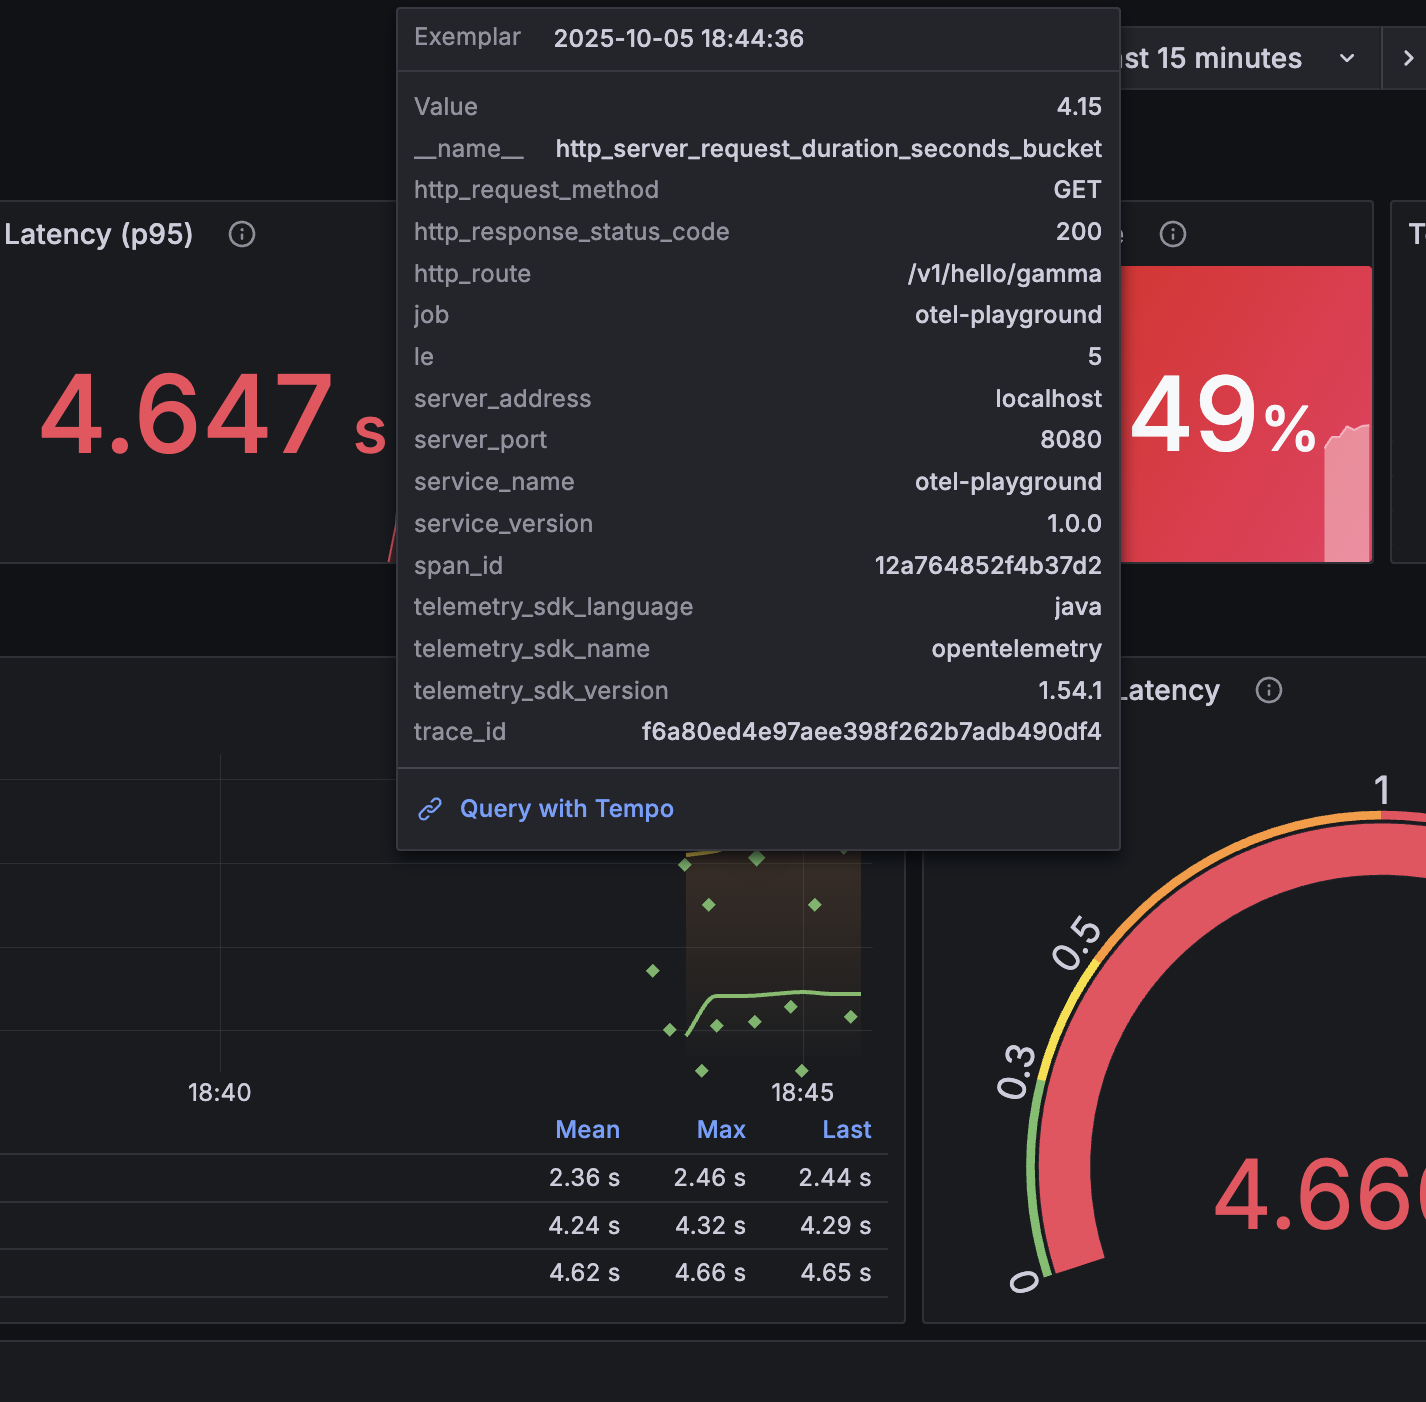 Exemplar 2025-10-05 18:44:36
st 15 minutes
Value 4.15
__name__ http_server_request_duration_seconds_bucket
http_request_method GET
http_response_status_code 200
http_route /v1/hello/gamma
job otel-playground
le 5
server_address localhost
server_port 8080
service_name otel-playground
service_version 1.0.0
span_id 12a764852f4b37d2
telemetry_sdk_language java
telemetry_sdk_name opentelemetry
telemetry_sdk_version 1.54.1
trace_id f6a80ed4e97aee398f262b7adb490df4
Query with Tempo
Latency (p95)
4.647 s
49%
18:40
18:45
Mean Max Last
2.36 s 2.46 s 2.44 s
4.24 s 4.32 s 4.29 s
4.62 s 4.66 s 4.65 s
Latency
1
0.5
0.3
0
4.66